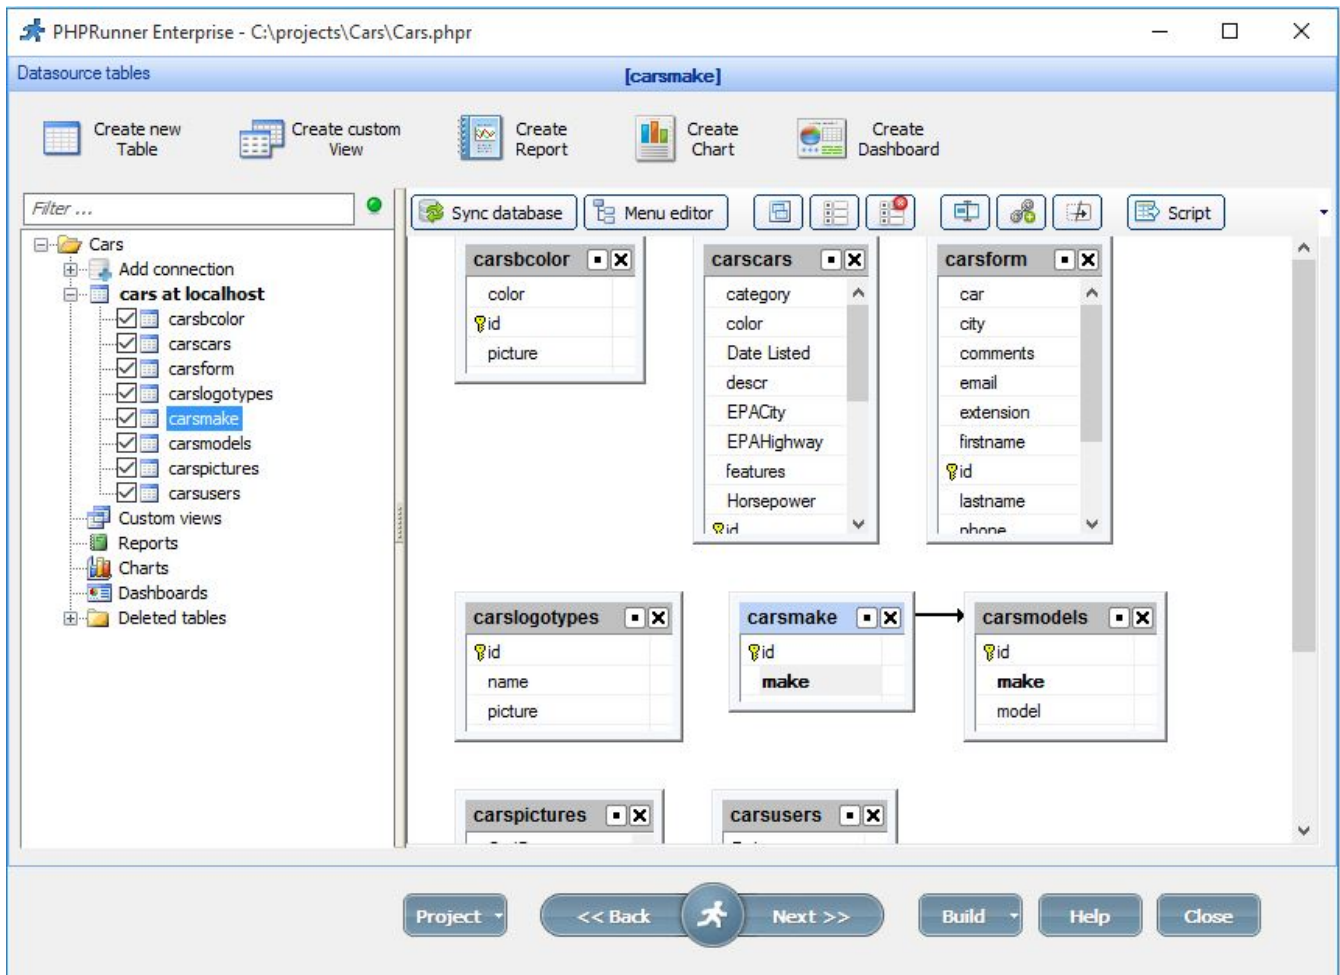 PHPRunner Enterprise - C:\projects\Cars\Cars.phpr
Datasource tables
[carsmake]
Create new
Table
Create custom
View
Create
Report
Create
Chart
Create
Dashboard
Filter ...
Cars
Add connection
cars at localhost
carsbcolor
carscars
carsform
carslogotypes
carsmake
carsmodels
carspictures
carsusers
Custom views
Reports
Charts
Dashboards
Deleted tables
Sync database
Menu editor
Script
carsbcolor
color
id
picture
carscars
category
color
Date Listed
descr
EPACity
EPAHighway
features
Horsepower
id
carsform
car
city
comments
email
extension
firstname
id
lastname
phone
carslogotypes
id
name
picture
carsmake
id
make
carsmodels
id
make
model
carspictures
carsusers
Project
<< Back
Next >>
Build
Help
Close